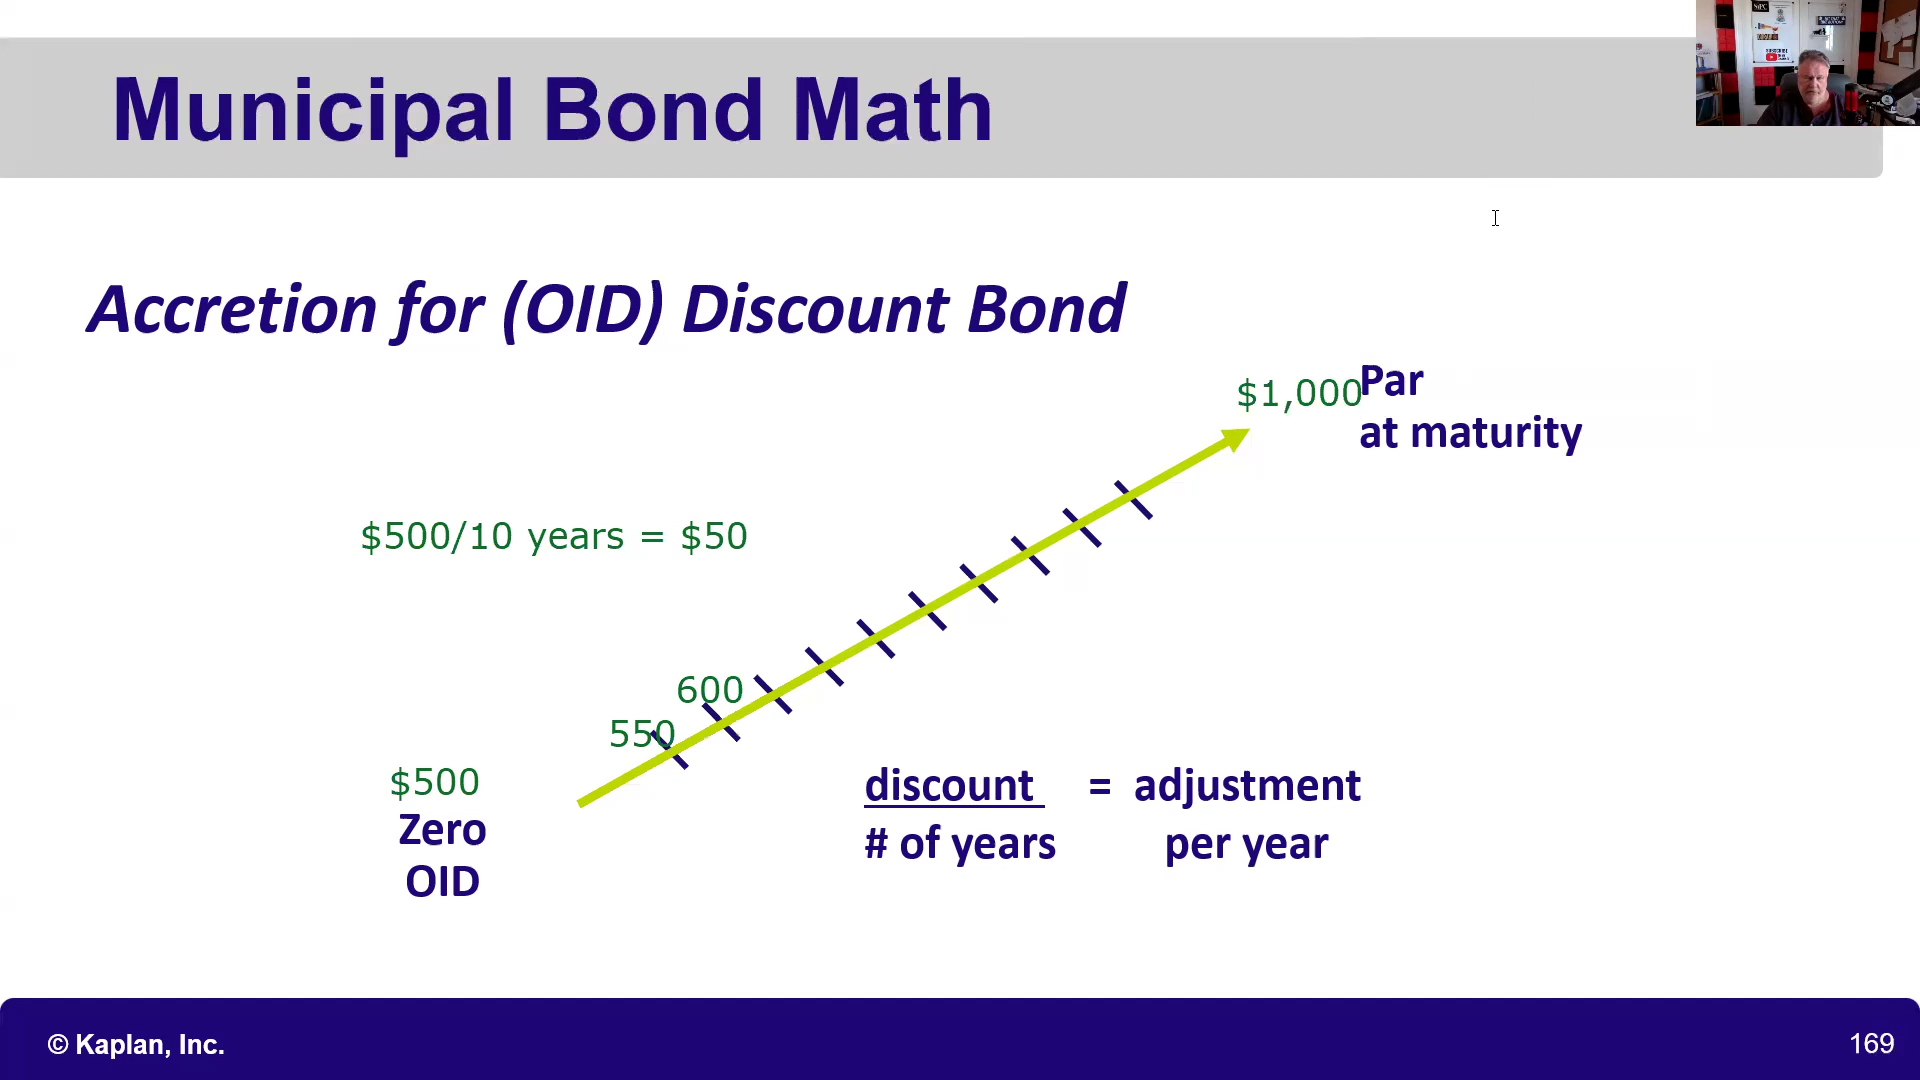 Municipal Bond Math
Accretion for (OID) Discount Bond
$1,000
Par
at maturity
$500/10 years = $50
600
550
$500
Zero
OID
discount = adjustment
# of years per year
© Kaplan, Inc.
169